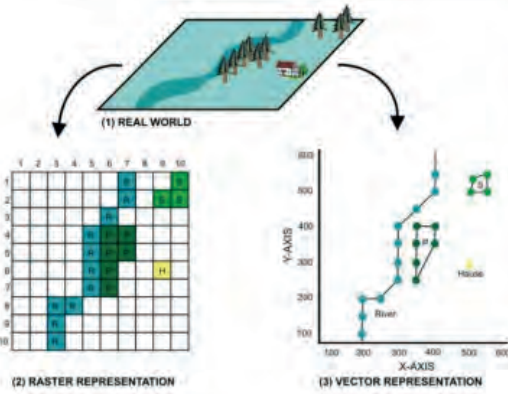 (1) REAL WORLD
1 2 3 4 5 6 7 8 9 10
1 R S
2 R S S
3 R
4 R P P
5 R P P
6 R P H
7 R P
8 R R
9 R
10 R
(2) RASTER REPRESENTATION
600
500
400
300
200
100
Y-AXIS
S
P
House
River
100 200 300 400 500 600
X-AXIS
(3) VECTOR REPRESENTATION